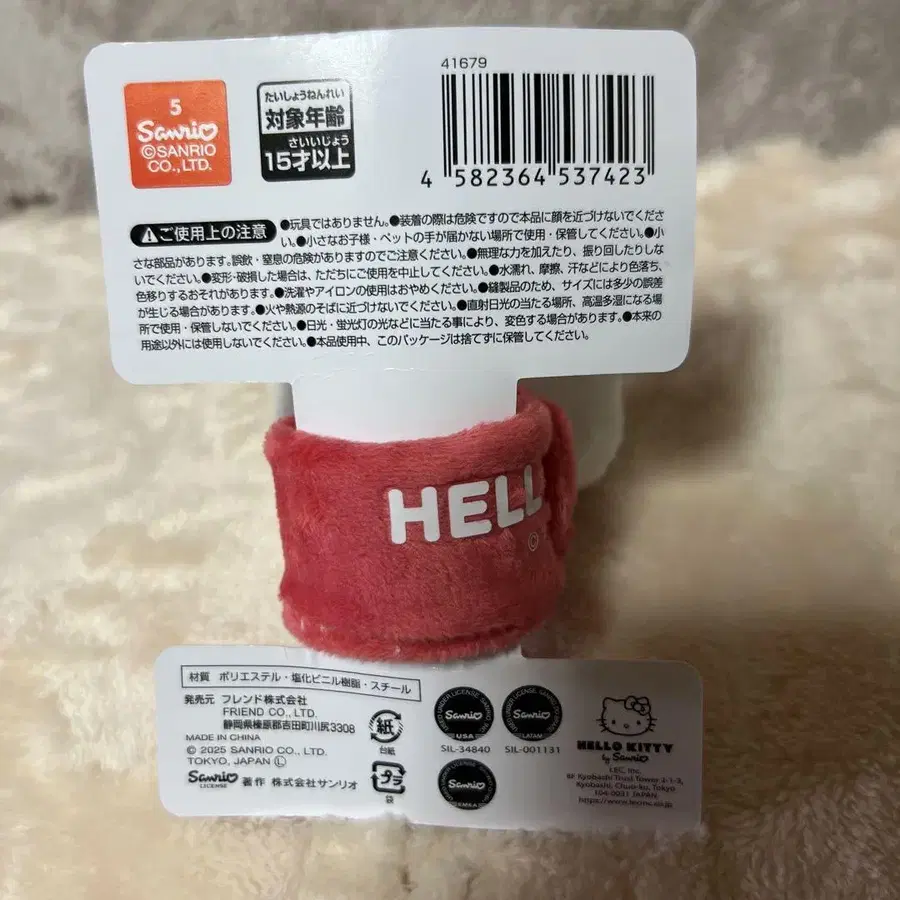 5
Sanrio
©SANRIO
CO.,LTD.
たいしょうねんれい
対象年齢
さいいじょう
15才以上
41679
4 582364 537423
ご使用上の注意 ●玩具ではありません。●装着の際は危険ですので本品に顔を近づけないでくださ
い。●小さなお子様・ペットの手が届かない場所で使用・保管してください。●小
さな部品があります。誤飲・窒息の危険がありますのでご注意ください。●無理な力を加えたり、振り回したりしな
いでください。●変形・破損した場合は、ただちにご使用を中止してください。●水濡れ、摩擦、汗などにより色落ち、
色移りするおそれがあります。●洗濯やアイロンの使用はおやめください。●縫製品のため、サイズには多少の誤差
が生じる場合があります。●火や熱源のそばに近づけないでください。●直射日光の当たる場所、高温多湿になる場
所で使用・保管しないでください。●日光・蛍光灯の光などに当たる事により、変色する場合があります。●本来の
用途以外には使用しないでください。●本品使用中、このパッケージは捨てずに保管してください。
HELL
©
材質 ポリエステル・塩化ビニル樹脂・スチール
発売元 フレンド株式会社
FRIEND CO., LTD.
静岡県榛原郡吉田町川尻3308
MADE IN CHINA
© 2025 SANRIO CO., LTD.
TOKYO, JAPAN Ⓛ
Sanrio
LICENSE
著作 株式会社サンリオ
紙
台紙
プラ
袋
Sanrio
USA
SIL-34840
Sanrio
LATAM
SIL-001131
Sanrio
HELLO KITTY
by Sanrio
LEC, Inc.
6F Kyobashi Trust Tower 2-1-3,
Kyobashi, Chuo-ku, Tokyo
104-0031 JAPAN